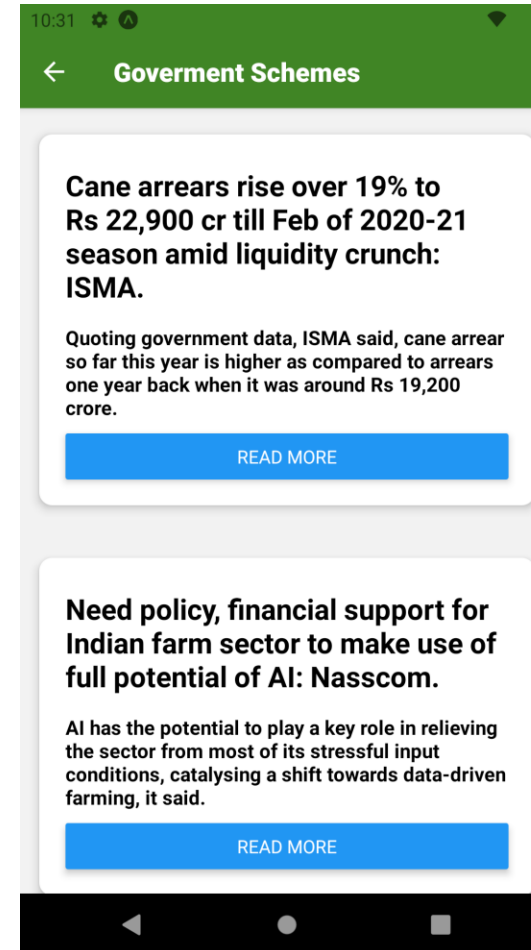 10:31
Goverment Schemes
Cane arrears rise over 19% to
Rs 22,900 cr till Feb of 2020-21
season amid liquidity crunch:
ISMA.
Quoting government data, ISMA said, cane arrear
so far this year is higher as compared to arrears
one year back when it was around Rs 19,200
crore.
READ MORE
Need policy, financial support for
Indian farm sector to make use of
full potential of AI: Nasscom.
AI has the potential to play a key role in relieving
the sector from most of its stressful input
conditions, catalysing a shift towards data-driven
farming, it said.
READ MORE